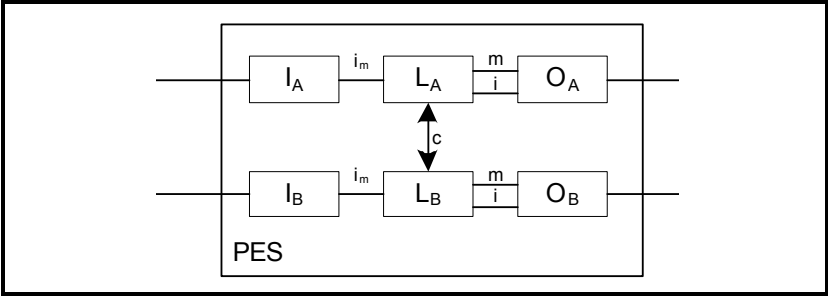 I_A i_m L_A m i O_A
c
I_B i_m L_B m i O_B
PES